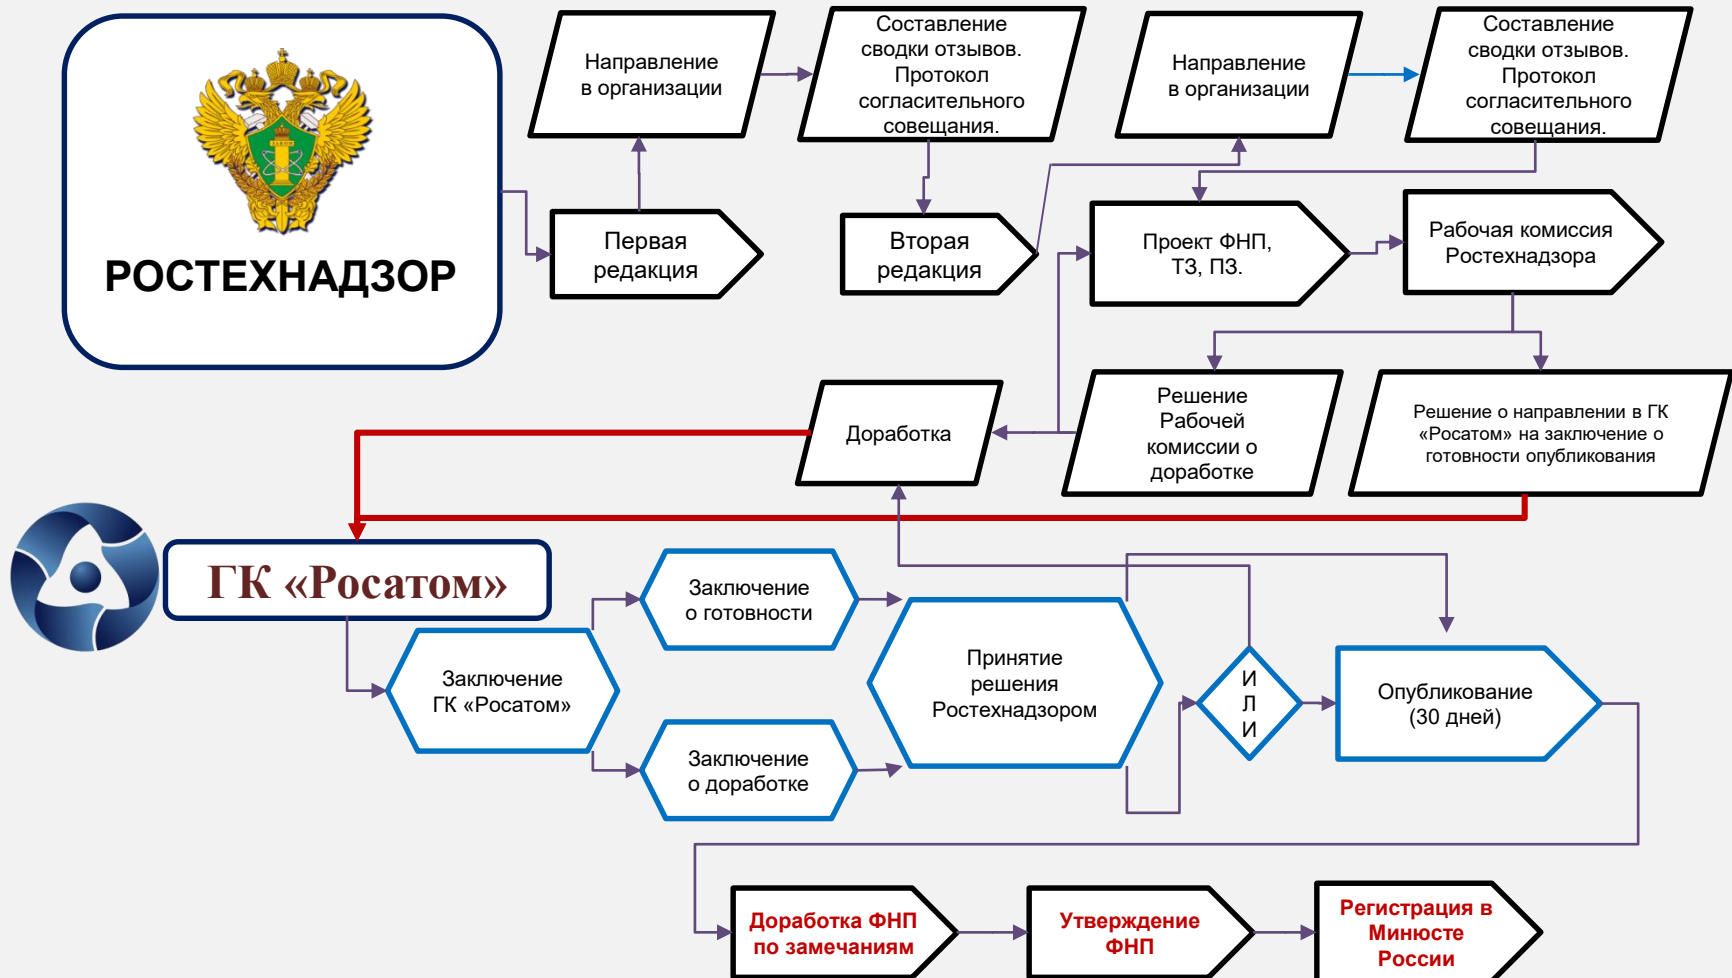 РОСТЕХНАДЗОР
Направление
в организации
Составление
сводки отзывов.
Протокол
согласительного
совещания.
Направление
в организации
Составление
сводки отзывов.
Протокол
согласительного
совещания.
Первая
редакция
Вторая
редакция
Проект ФНП,
ТЗ, ПЗ.
Рабочая комиссия
Ростехнадзора
Доработка
Решение
Рабочей
комиссии о
доработке
Решение о направлении в ГК
«Росатом» на заключение о
готовности опубликования
ГК «Росатом»
Заключение
ГК «Росатом»
Заключение
о готовности
Заключение
о доработке
Принятие
решения
Ростехнадзором
И
Л
И
Опубликование
(30 дней)
Доработка ФНП
по замечаниям
Утверждение
ФНП
Регистрация в
Минюсте
России